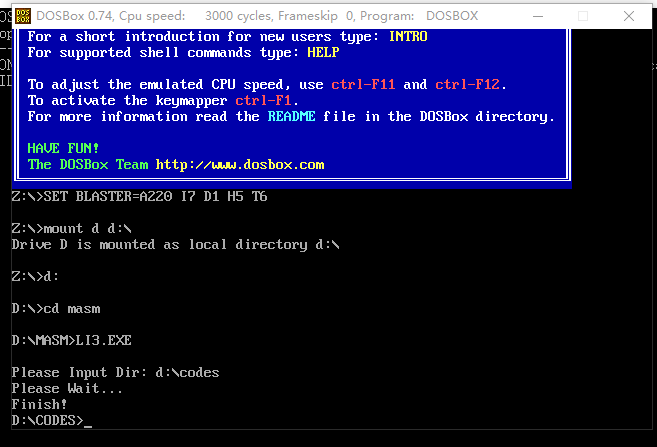 DOSBox 0.74, Cpu speed: 3000 cycles, Frameskip 0, Program: DOSBOX
For a short introduction for new users type: INTRO
For supported shell commands type: HELP
To adjust the emulated CPU speed, use ctrl-F11 and ctrl-F12.
To activate the keymapper ctrl-F1.
For more information read the README file in the DOSBox directory.
HAVE FUN!
The DOSBox Team http://www.dosbox.com
Z:\>SET BLASTER=A220 I7 D1 H5 T6
Z:\>mount d d:\
Drive D is mounted as local directory d:\
Z:\>d:
D:\>cd masm
D:\MASM>LI3.EXE
Please Input Dir: d:\codes
Please Wait...
Finish!
D:\CODES>_